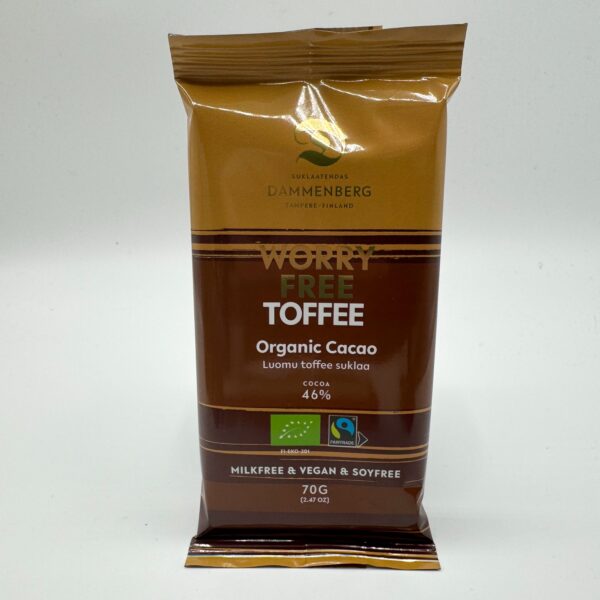 SUKLAATEHDAS
DAMMENBERG
TAMPERE-FINLAND
WORRY
FREE
TOFFEE
Organic Cacao
Luomu toffee suklaa
COCOA
46%
FAIRTRADE
FI-EKO-201
MILKFREE & VEGAN & SOYFREE
70G
(2.47 OZ)